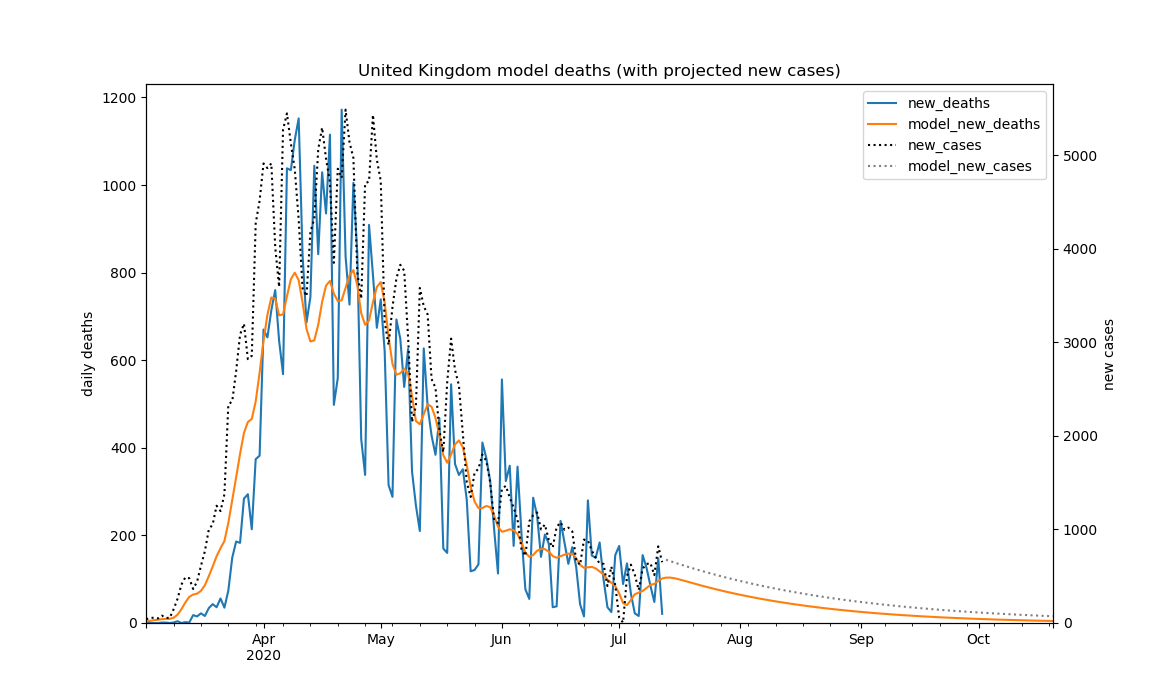 United Kingdom model deaths (with projected new cases)
new_deaths
model_new_deaths
new_cases
model_new_cases
daily deaths
new cases
1200
1000
800
600
400
200
0
5000
4000
3000
2000
1000
0
Apr
2020
May
Jun
Jul
Aug
Sep
Oct